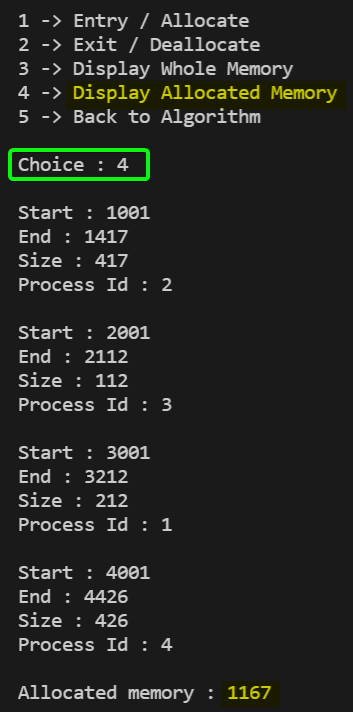 1 -> Entry / Allocate
2 -> Exit / Deallocate
3 -> Display Whole Memory
4 -> Display Allocated Memory
5 -> Back to Algorithm
Choice : 4
Start : 1001
End : 1417
Size : 417
Process Id : 2
Start : 2001
End : 2112
Size : 112
Process Id : 3
Start : 3001
End : 3212
Size : 212
Process Id : 1
Start : 4001
End : 4426
Size : 426
Process Id : 4
Allocated memory : 1167